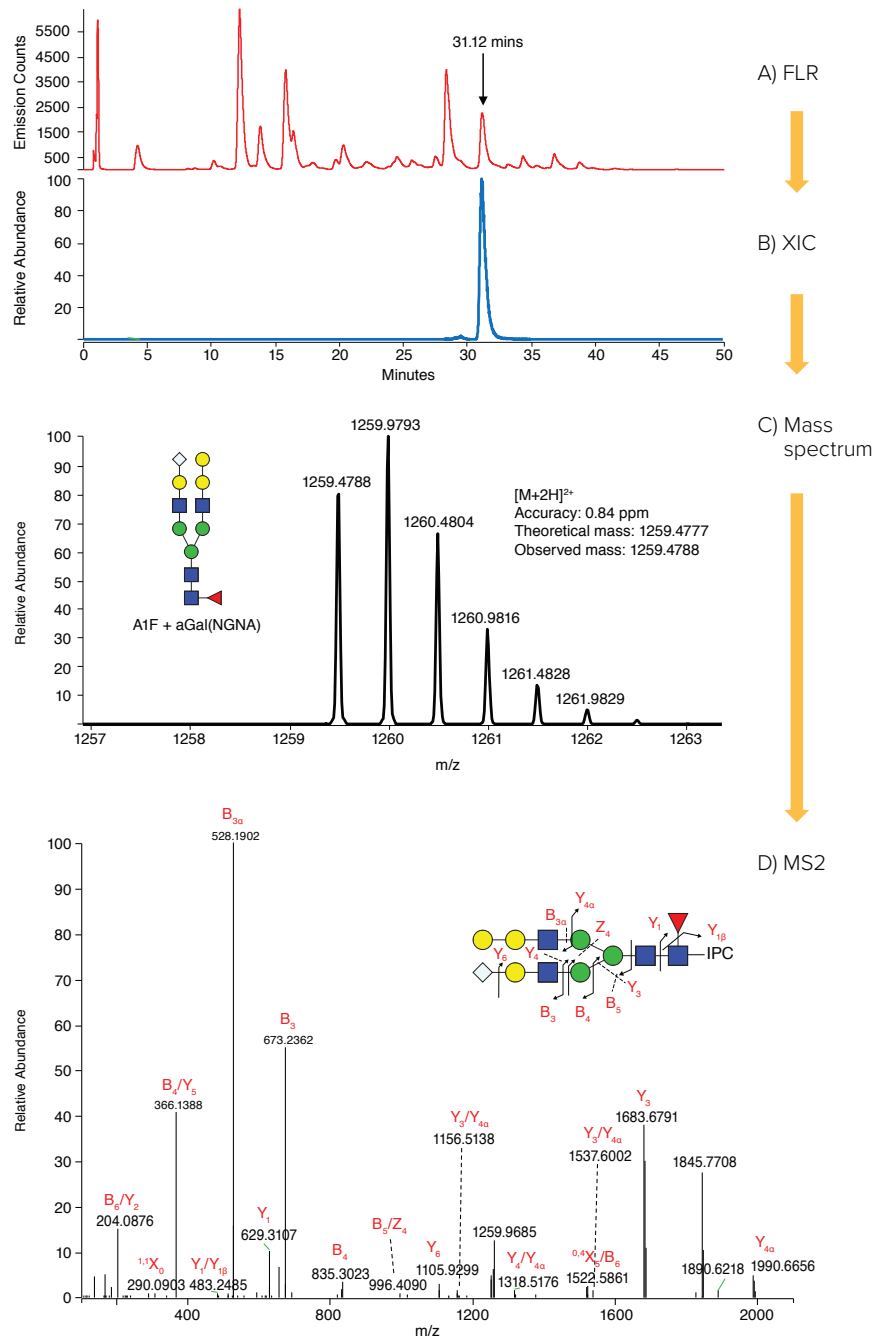 A) FLR
Emission Counts
5500
4500
3500
2500
1500
500
31.12 mins
B) XIC
Relative Abundance
100
80
60
40
20
0 5 10 15 20 25 30 35 40 45 50
Minutes
C) Mass
spectrum
Relative Abundance
100
90
80
70
60
50
40
30
20
10
1259.9793
1259.4788
1260.4804
1260.9816
1261.4828
1261.9829
[M+2H]²⁺
Accuracy: 0.84 ppm
Theoretical mass: 1259.4777
Observed mass: 1259.4788
A1F + aGal(NGNA)
1257 1258 1259 1260 1261 1262 1263
m/z
D) MS2
Relative Abundance
100
90
80
70
60
50
40
30
20
10
0
B₃α
528.1902
B₃
673.2362
B₄/Y₅
366.1388
B₆/Y₂
204.0876
¹,¹X₀
290.0903
Y₁/Y₁β
483.2485
Y₁
629.3107
B₄
835.3023
B₅/Z₄
996.4090
Y₆
1105.9299
Y₃/Y₄α
1156.5138
1259.9685
Y₄/Y₄α
1318.5176
⁰,⁴X₅/B₆
1522.5861
Y₃/Y₄α
1537.6002
Y₃
1683.6791
1845.7708
1890.6218
Y₄α
1990.6656
B₃α
Y₄α
Z₄
Y₁
Y₁β
IPC
Y₆
Y₄
Y₃
B₃
B₄
B₅
400 800 1200 1600 2000
m/z